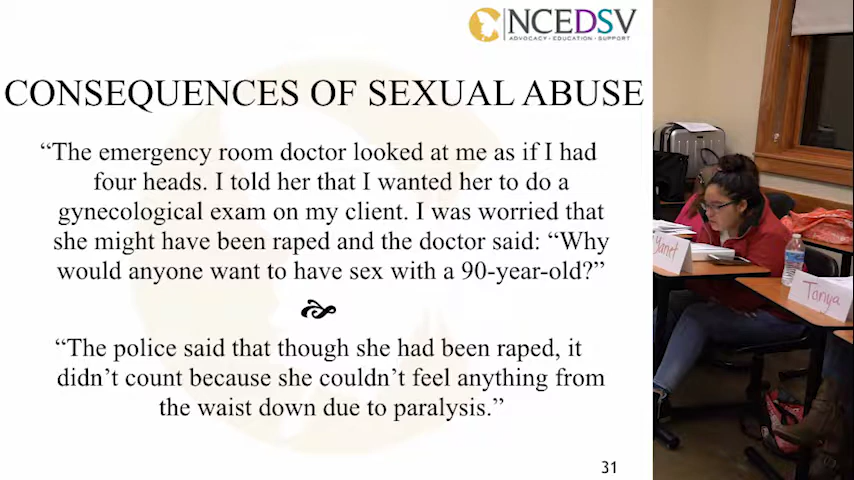 NCEDSV
ADVOCACY • EDUCATION • SUPPORT
CONSEQUENCES OF SEXUAL ABUSE
“The emergency room doctor looked at me as if I had
four heads. I told her that I wanted her to do a
gynecological exam on my client. I was worried that
she might have been raped and the doctor said: “Why
would anyone want to have sex with a 90-year-old?”
“The police said that though she had been raped, it
didn’t count because she couldn’t feel anything from
the waist down due to paralysis.”
31
Yanet
Tanya